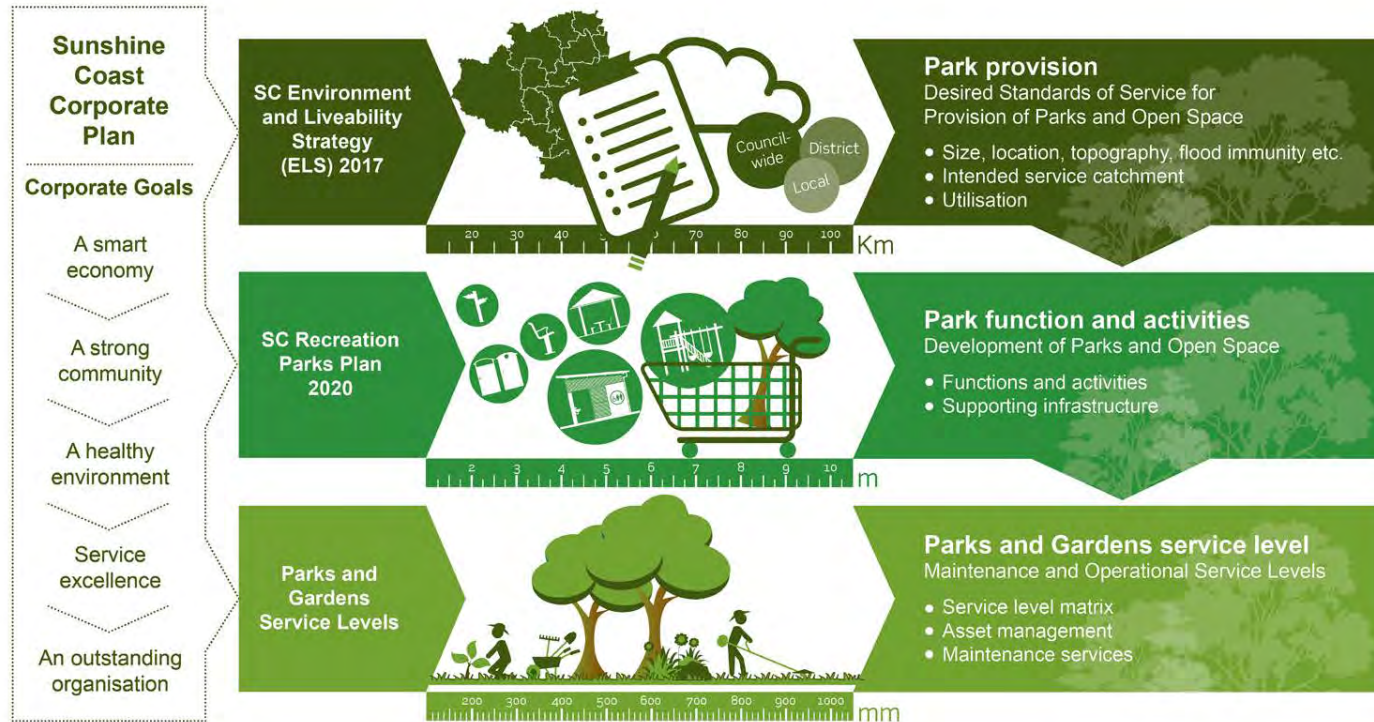 Sunshine
Coast
Corporate
Plan
Corporate Goals
A smart
economy
A strong
community
A healthy
environment
Service
excellence
An outstanding
organisation
SC Environment
and Liveability
Strategy
(ELS) 2017
Council-
wide
District
Local
20 30 40 50 60 70 80 90 100 Km
Park provision
Desired Standards of Service for
Provision of Parks and Open Space
• Size, location, topography, flood immunity etc.
• Intended service catchment
• Utilisation
SC Recreation
Parks Plan
2020
2 3 4 5 6 7 8 9 10 m
Park function and activities
Development of Parks and Open Space
• Functions and activities
• Supporting infrastructure
Parks and
Gardens
Service Levels
200 300 400 500 600 700 800 900 1000 mm
Parks and Gardens service level
Maintenance and Operational Service Levels
• Service level matrix
• Asset management
• Maintenance services